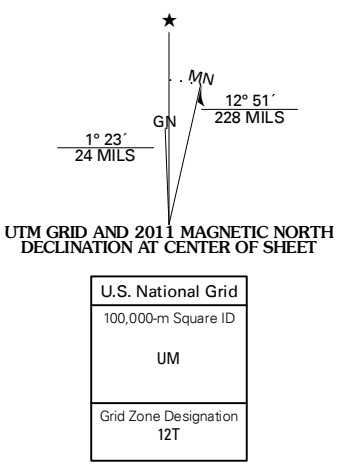 ★
MN
GN
12° 51´
228 MILS
1° 23´
24 MILS
UTM GRID AND 2011 MAGNETIC NORTH
DECLINATION AT CENTER OF SHEET
U.S. National Grid
100,000-m Square ID
UM
Grid Zone Designation
12T